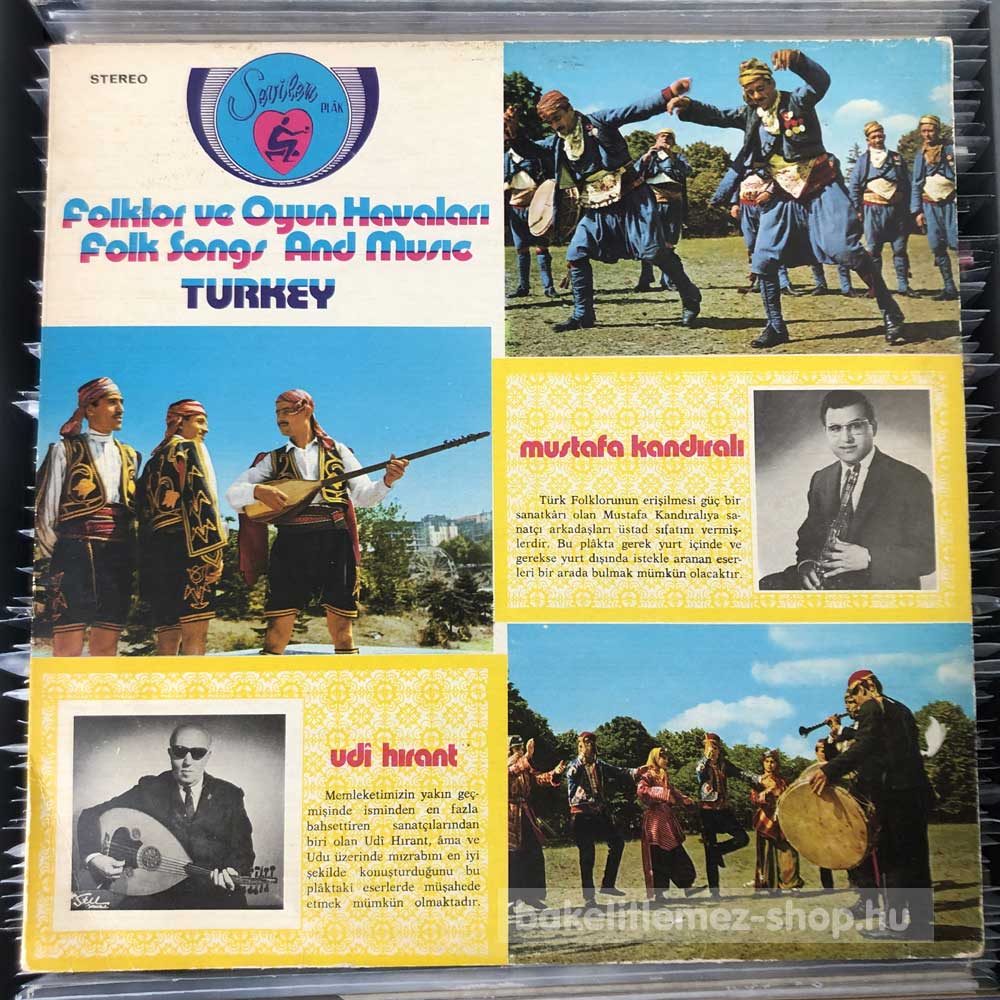 STEREO
Sevilen
PLÂK
Folklor ve Oyun Havaları
Folk Songs And Music
TURKEY
mustafa kandıralı
Türk Folklorunun erişilmesi güç bir
sanatkârı olan Mustafa Kandıralıya sa-
natçı arkadaşları üstad sıfatını vermiş-
lerdir. Bu plâkta gerek yurt içinde ve
gerekse yurt dışında istekle aranan eser-
leri bir arada bulmak mümkün olacaktır.
udî hırant
Memleketimizin yakın geç-
mişinde isminden en fazla
bahsettiren sanatçılarından
biri olan Udî Hırant, âma ve
Udu üzerinde mızrabını en iyi
şekilde konuşturduğunu bu
plâktaki eserlerde müşahede
etmek mümkün olmaktadır.
bakelitlemez-shop.hu